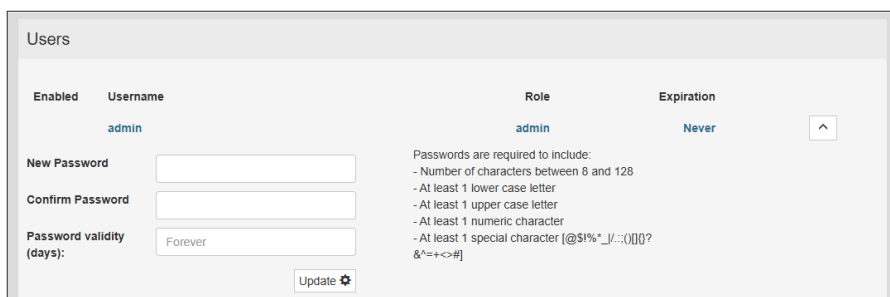 Users
Enabled Username Role Expiration
admin admin Never
New Password
Confirm Password
Password validity
(days):
Forever
Update
Passwords are required to include:
- Number of characters between 8 and 128
- At least 1 lower case letter
- At least 1 upper case letter
- At least 1 numeric character
- At least 1 special character [@$!%*_|/.:;()[]{}?
&^=+<>#]